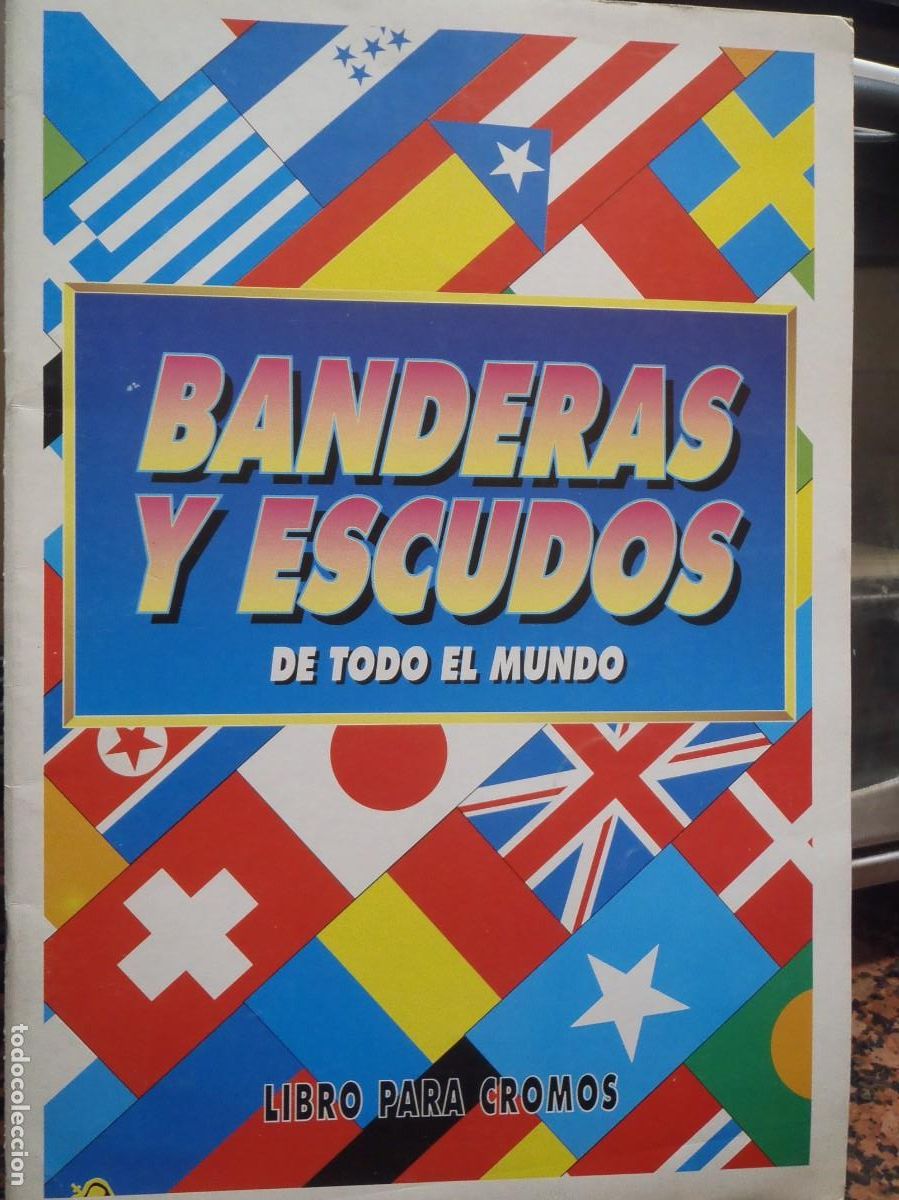 BANDERAS
Y ESCUDOS
DE TODO EL MUNDO
LIBRO PARA CROMOS
todocoleccion